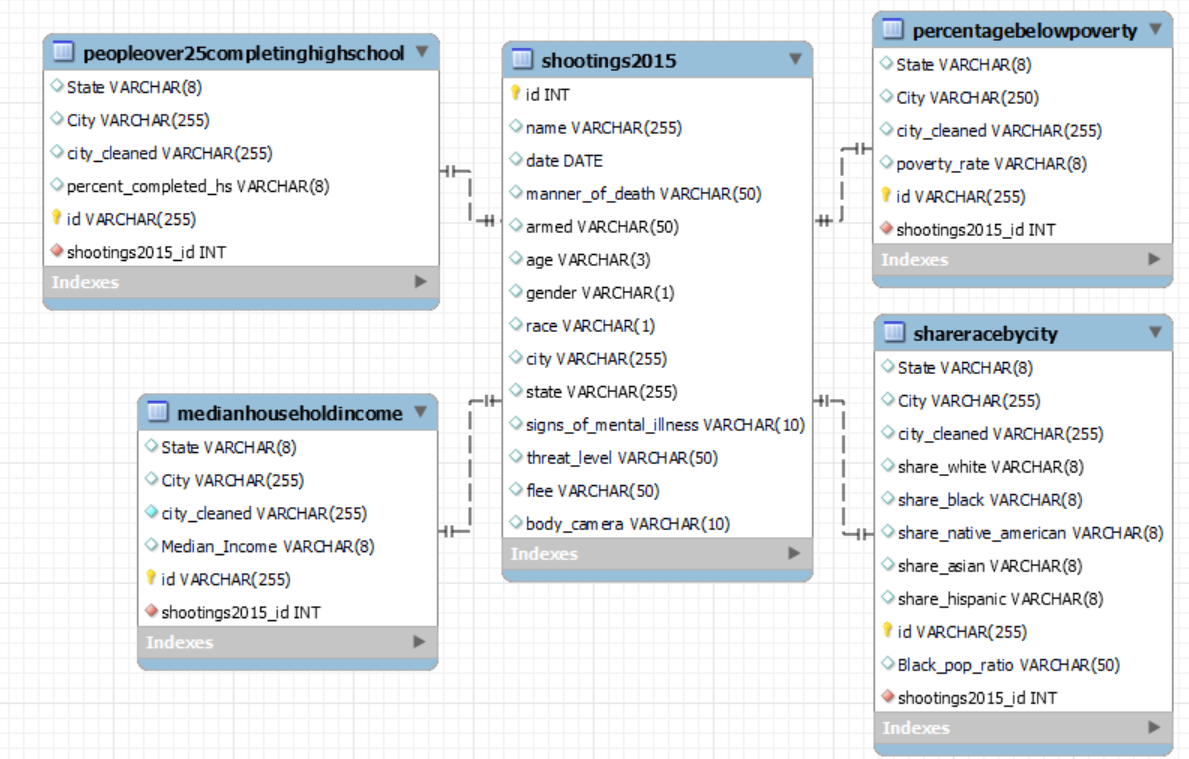 peopleover25completinghighschool
State VARCHAR(8)
City VARCHAR(255)
city_cleaned VARCHAR(255)
percent_completed_hs VARCHAR(8)
id VARCHAR(255)
shootings2015_id INT
Indexes
medianhouseholdincome
State VARCHAR(8)
City VARCHAR(255)
city_cleaned VARCHAR(255)
Median_Income VARCHAR(8)
id VARCHAR(255)
shootings2015_id INT
Indexes
shootings2015
id INT
name VARCHAR(255)
date DATE
manner_of_death VARCHAR(50)
armed VARCHAR(50)
age VARCHAR(3)
gender VARCHAR(1)
race VARCHAR(1)
city VARCHAR(255)
state VARCHAR(255)
signs_of_mental_illness VARCHAR(10)
threat_level VARCHAR(50)
flee VARCHAR(50)
body_camera VARCHAR(10)
Indexes
percentagebelowpoverty
State VARCHAR(8)
City VARCHAR(250)
city_cleaned VARCHAR(255)
poverty_rate VARCHAR(8)
id VARCHAR(255)
shootings2015_id INT
Indexes
shareracebycity
State VARCHAR(8)
City VARCHAR(255)
city_cleaned VARCHAR(255)
share_white VARCHAR(8)
share_black VARCHAR(8)
share_native_american VARCHAR(8)
share_asian VARCHAR(8)
share_hispanic VARCHAR(8)
id VARCHAR(255)
Black_pop_ratio VARCHAR(50)
shootings2015_id INT
Indexes